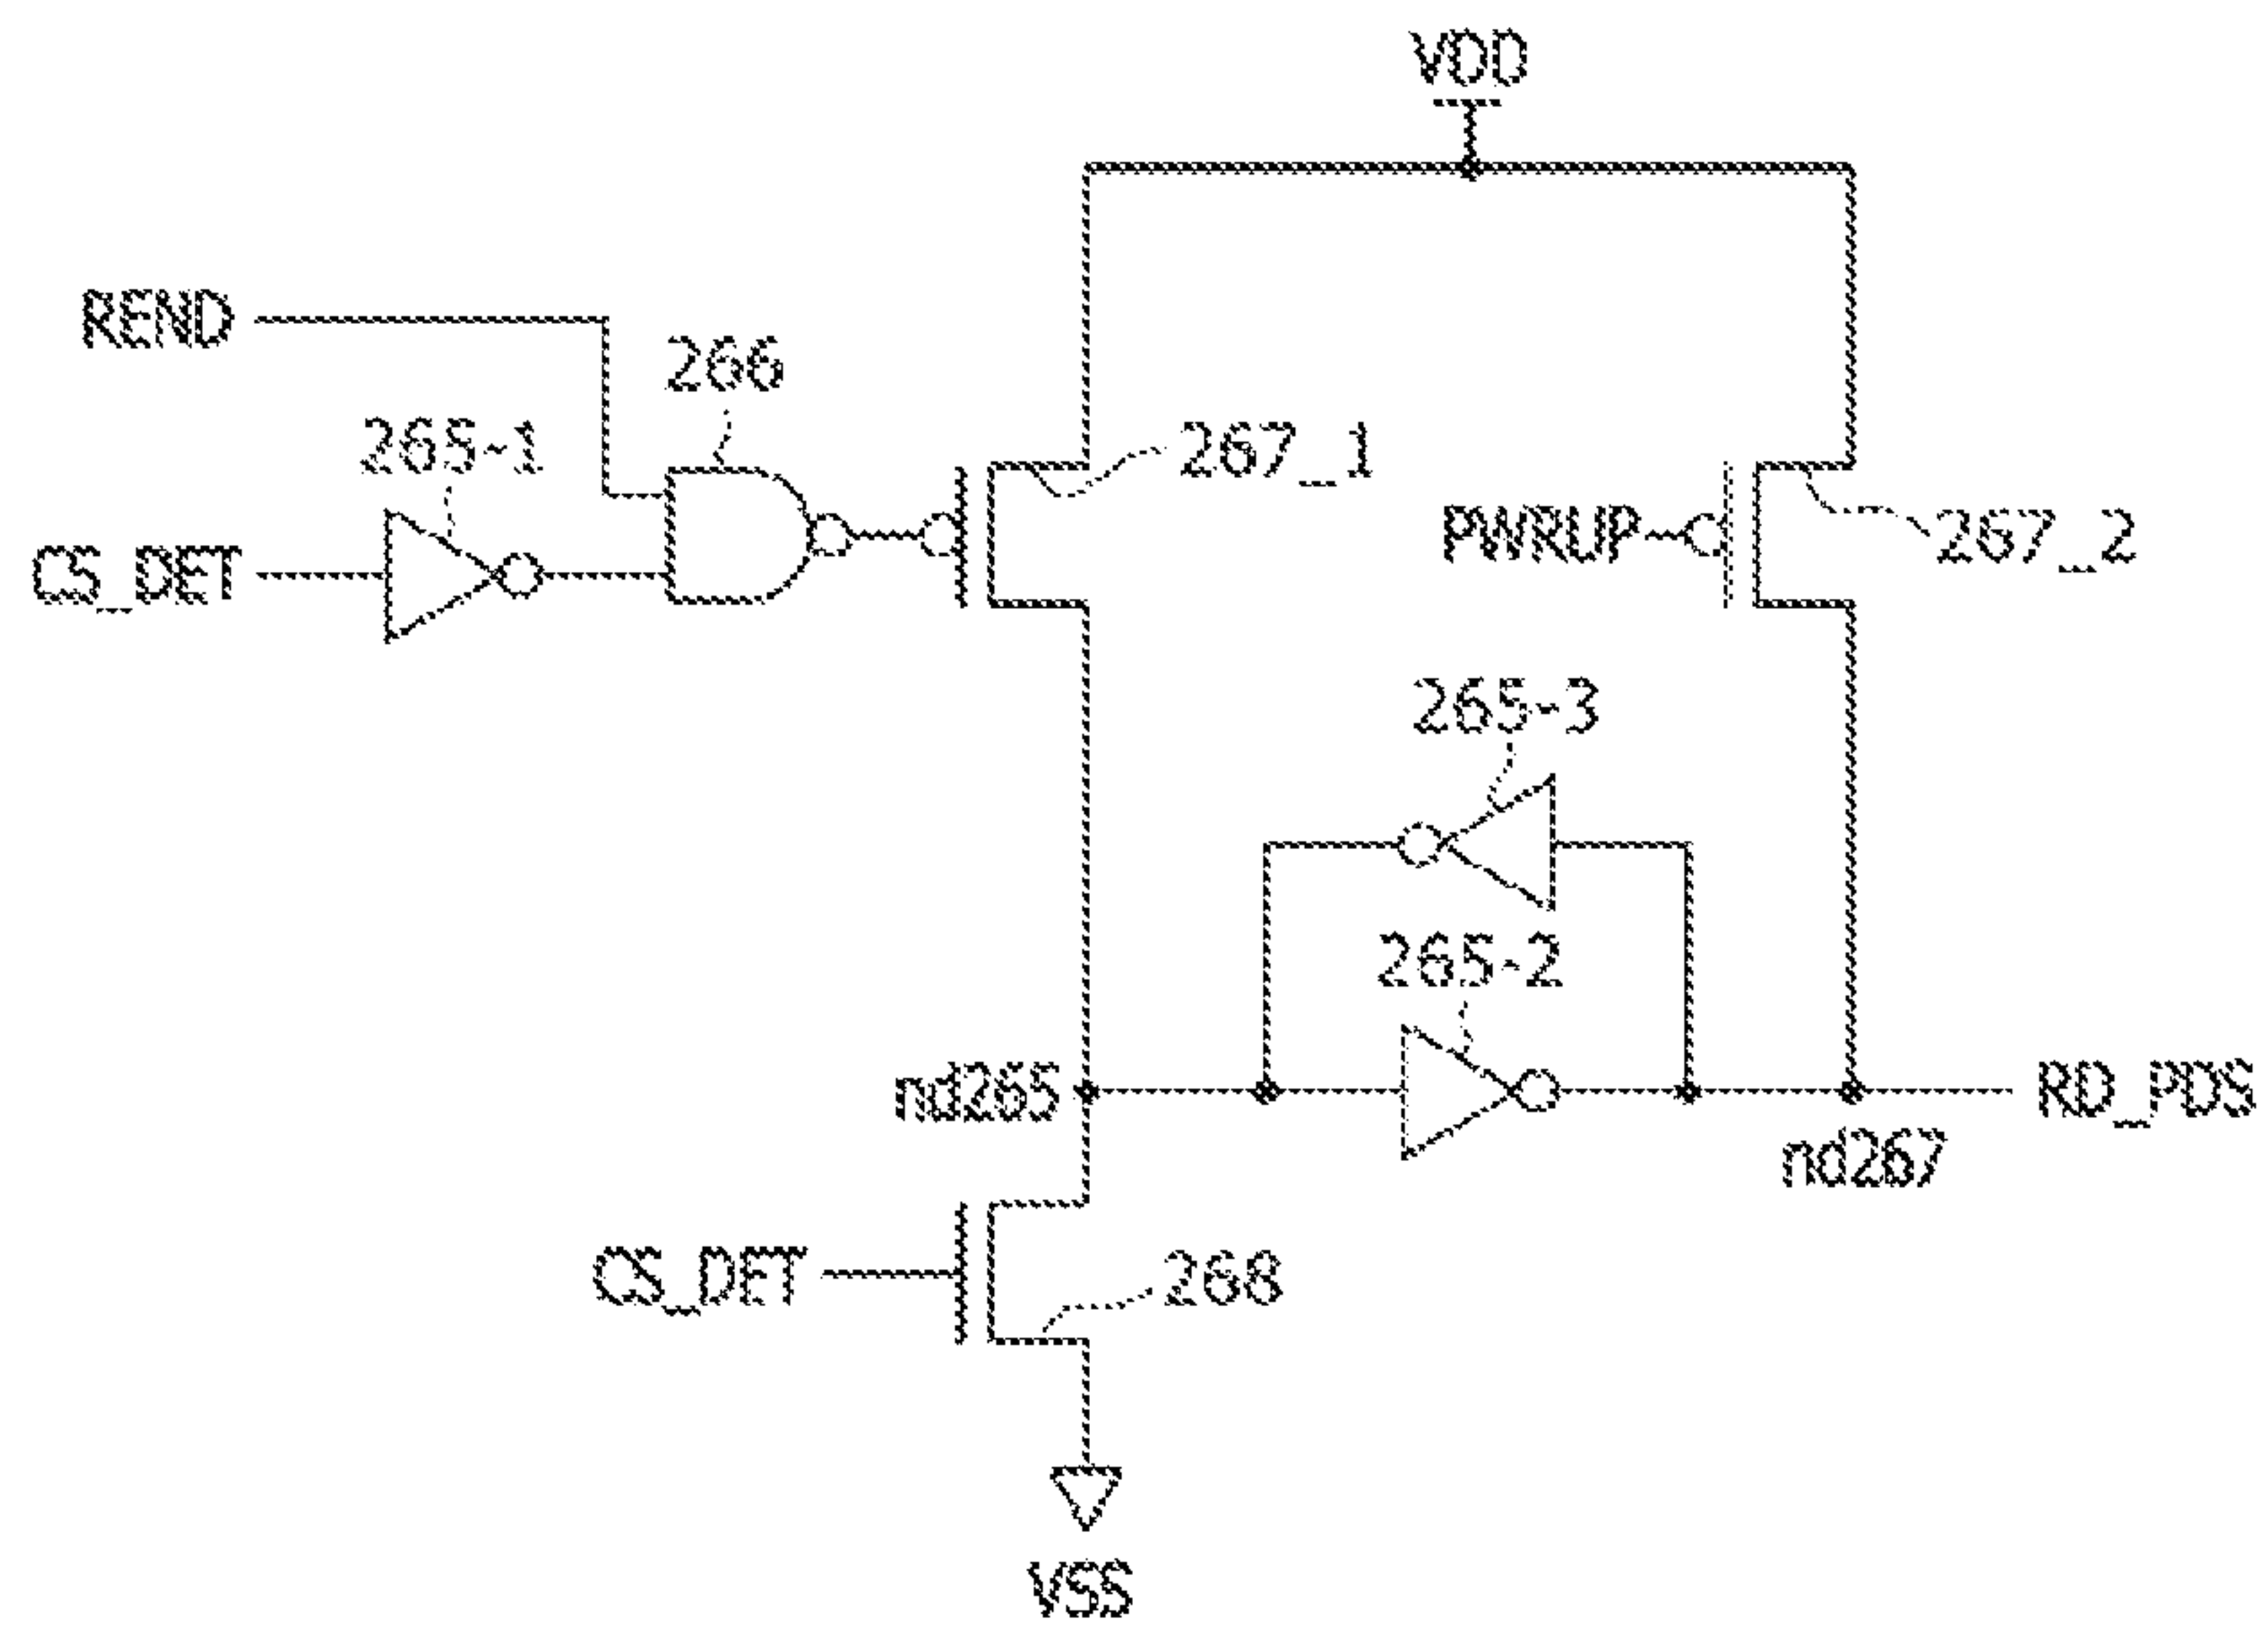 VDD
REND
266
265-1
267_1
CS_DET
PWRUP
267_2
265-3
265-2
nd265
RD_PDS
nd267
CS_DET
268
VSS